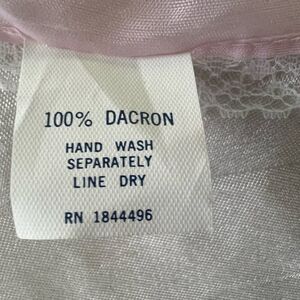 100% DACRON
HAND WASH
SEPARATELY
LINE DRY
RN 1844496